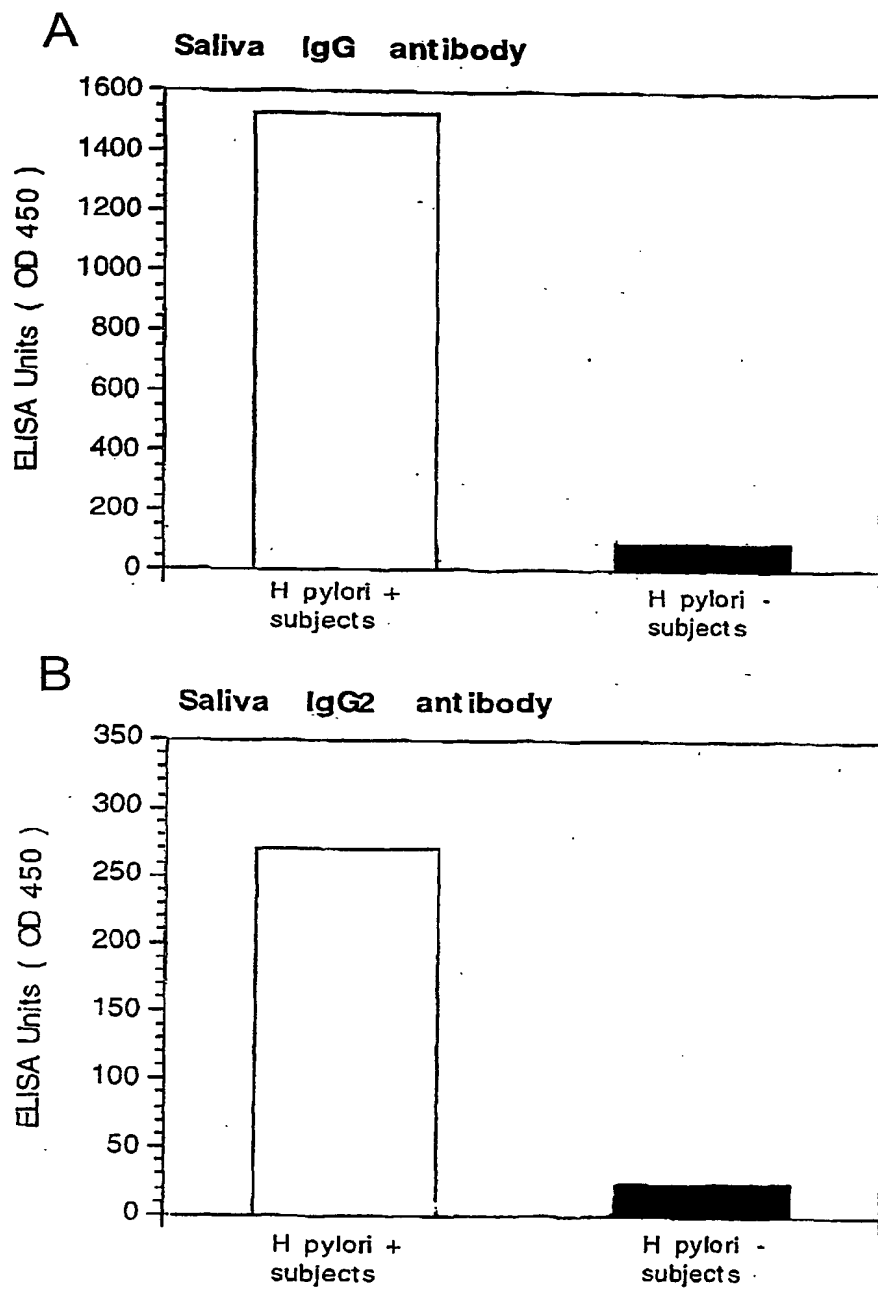 A
Saliva IgG antibody
1600
1400
1200
1000
800
600
400
200
0
ELISA Units ( OD 450 )
H pylori +
subjects
H pylori -
subjects
B
Saliva IgG2 antibody
350
300
250
200
150
100
50
0
ELISA Units ( OD 450 )
H pylori +
subjects
H pylori -
subjects